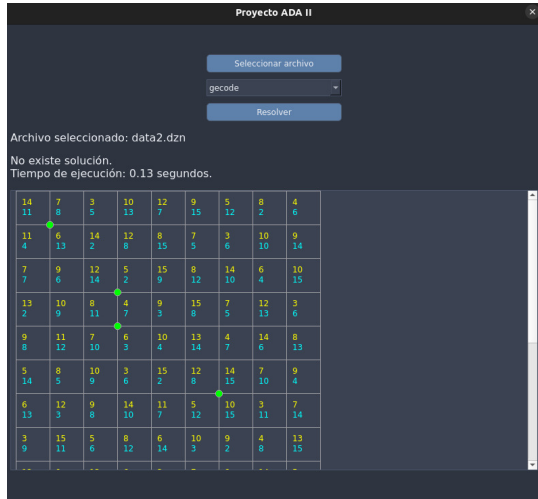 Proyecto ADA II
Seleccionar archivo
gecode
Resolver
Archivo seleccionado: data2.dzn
No existe solución.
Tiempo de ejecución: 0.13 segundos.
14 7 3 10 12 9 5 8 4
11 8 5 13 7 15 12 2 6
11 6 14 12 8 7 3 10 9
4 13 2 8 15 5 6 10 14
7 9 12 5 15 8 14 6 10
7 6 14 2 9 12 10 4 15
13 10 8 4 9 15 7 12 3
2 9 11 7 3 8 5 13 6
9 11 7 6 10 13 4 14 8
8 12 10 3 4 14 7 6 13
5 8 10 3 15 12 14 7 9
14 5 9 6 2 8 15 10 4
6 12 9 14 11 5 10 3 7
13 3 8 10 7 12 15 11 14
3 15 5 8 6 10 9 4 13
9 11 6 12 14 3 2 8 15